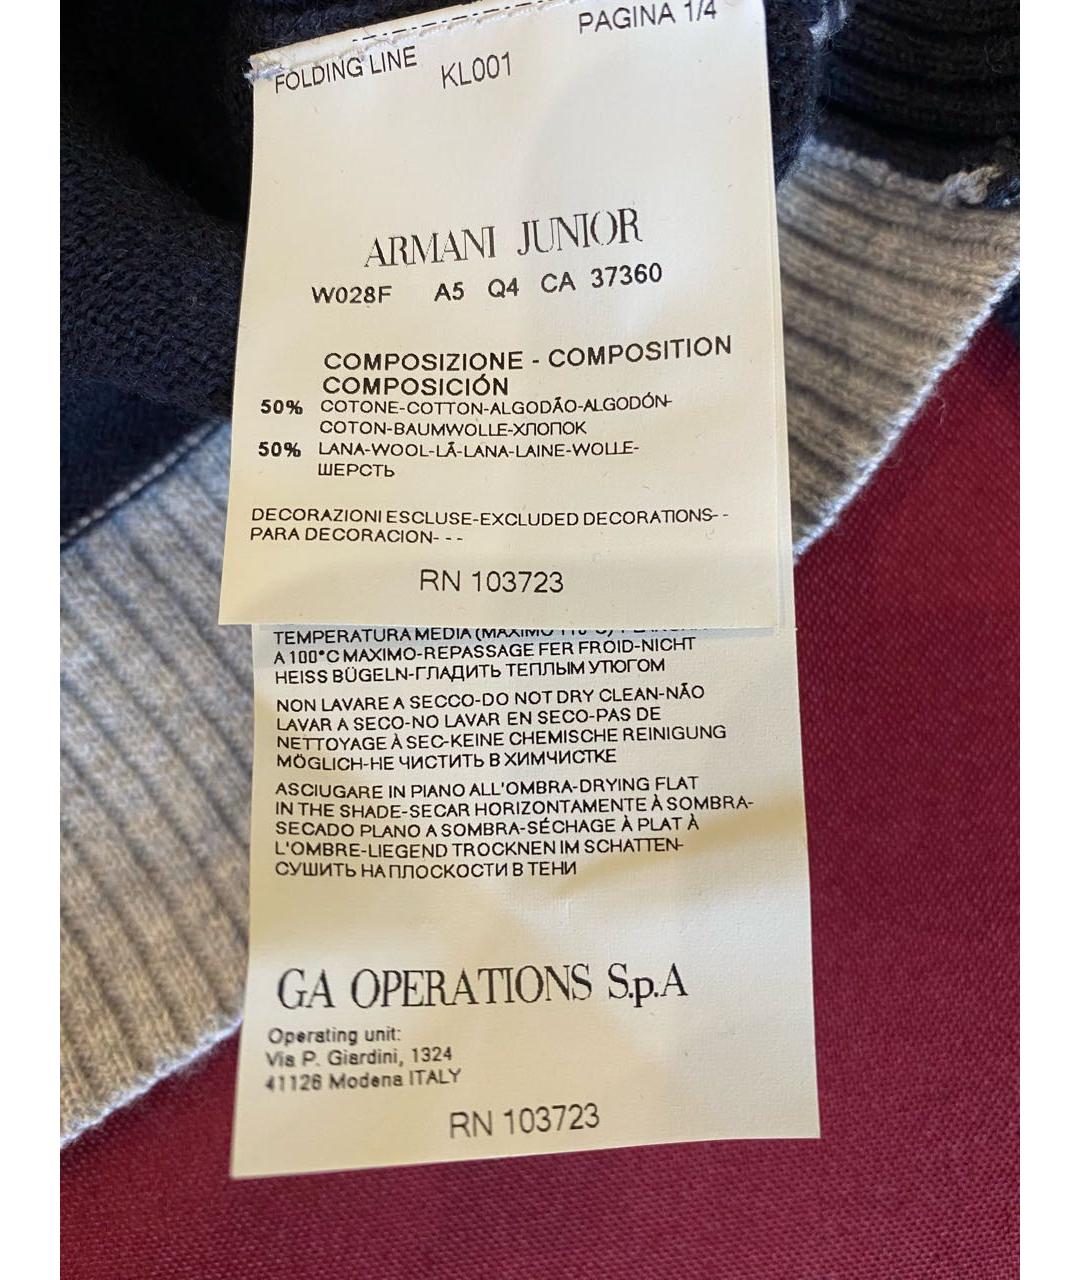 PAGINA 1/4
FOLDING LINE KL001
ARMANI JUNIOR
W028F A5 Q4 CA 37360
COMPOSIZIONE - COMPOSITION
COMPOSICIÓN
50% COTONE-COTTON-ALGODÃO-ALGODÓN-
COTON-BAUMWOLLE-ХЛОПОК
50% LANA-WOOL-LÃ-LANA-LAINE-WOLLE-
ШЕРСТЬ
DECORAZIONI ESCLUSE-EXCLUDED DECORATIONS- -
PARA DECORACION- - -
RN 103723
TEMPERATURA MEDIA (MAXIMO 110°C)
A 100°C MAXIMO-REPASSAGE FER FROID-NICHT
HEISS BÜGELN-ГЛАДИТЬ ТЕПЛЫМ УТЮГОМ
NON LAVARE A SECCO-DO NOT DRY CLEAN-NÃO
LAVAR A SECO-NO LAVAR EN SECO-PAS DE
NETTOYAGE À SEC-KEINE CHEMISCHE REINIGUNG
MÖGLICH-НЕ ЧИСТИТЬ В ХИМЧИСТКЕ
ASCIUGARE IN PIANO ALL'OMBRA-DRYING FLAT
IN THE SHADE-SECAR HORIZONTAMENTE À SOMBRA-
SECADO PLANO A SOMBRA-SÉCHAGE À PLAT À
L'OMBRE-LIEGEND TROCKNEN IM SCHATTEN-
СУШИТЬ НА ПЛОСКОСТИ В ТЕНИ
GA OPERATIONS S.p.A
Operating unit:
Via P. Giardini, 1324
41126 Modena ITALY
RN 103723